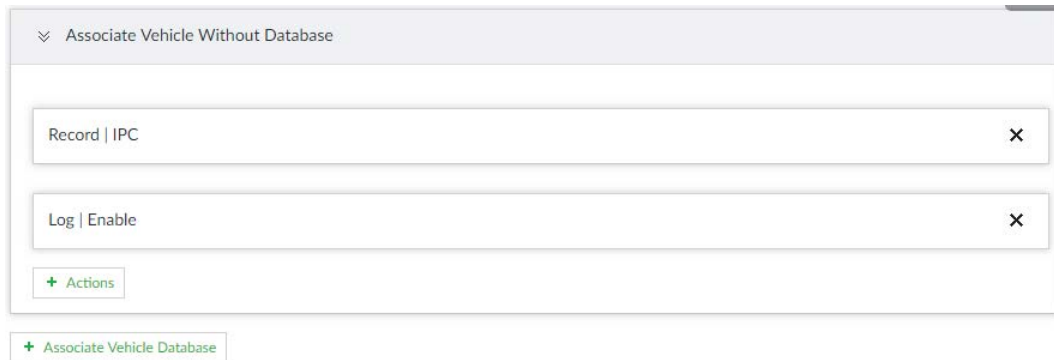 Associate Vehicle Without Database
Record | IPC
Log | Enable
+ Actions
+ Associate Vehicle Database